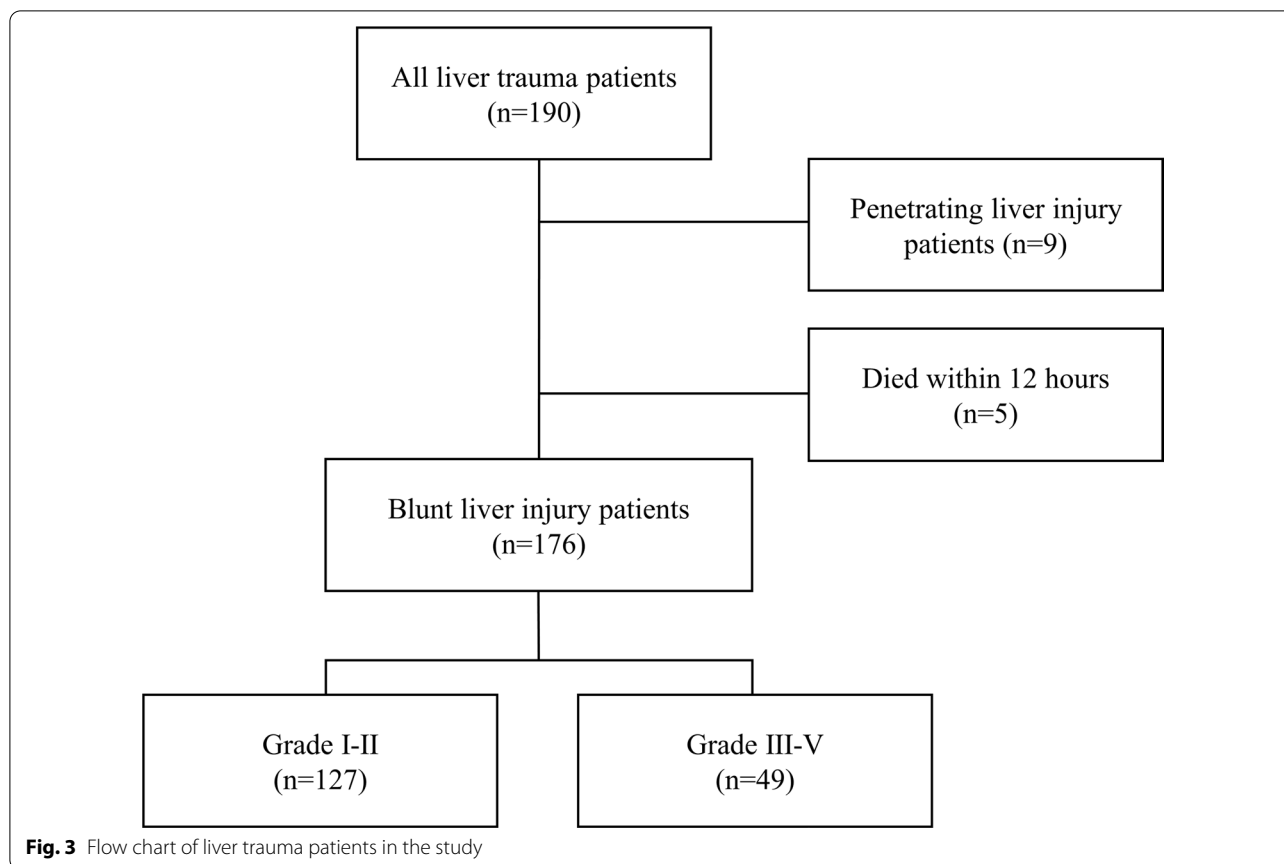 All liver trauma patients
(n=190)
Penetrating liver injury
patients (n=9)
Died within 12 hours
(n=5)
Blunt liver injury patients
(n=176)
Grade I-II
(n=127)
Grade III-V
(n=49)
Fig. 3 Flow chart of liver trauma patients in the study